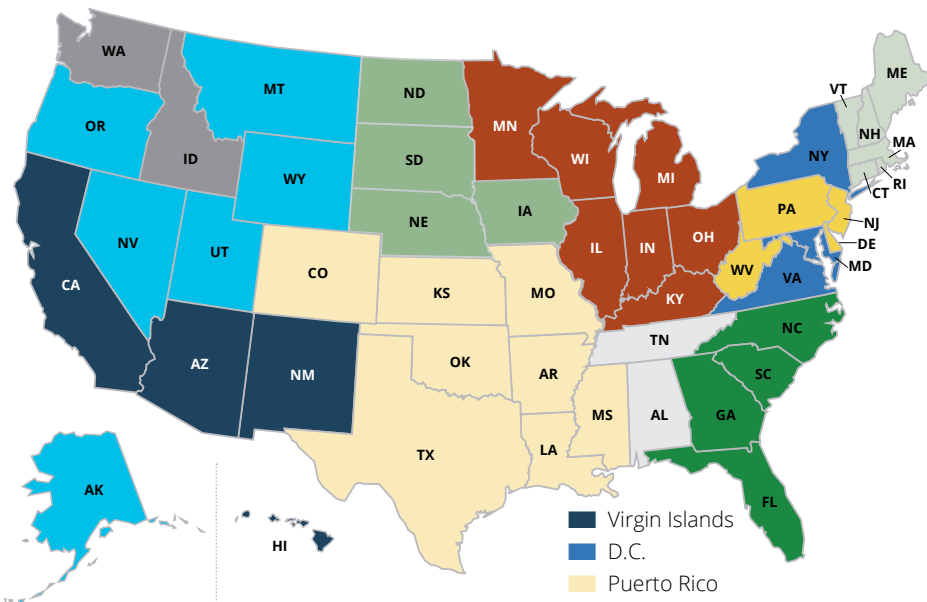 WA
MT
ND
MN
VT
ME
OR
NH
ID
SD
WI
NY
MA
WY
MI
RI
CT
NE
IA
PA
NV
UT
IL
IN
OH
NJ
CO
DE
CA
KS
MO
WV
MD
VA
KY
NC
TN
AZ
NM
OK
AR
SC
MS
AL
GA
TX
LA
AK
FL
HI
Virgin Islands
D.C.
Puerto Rico